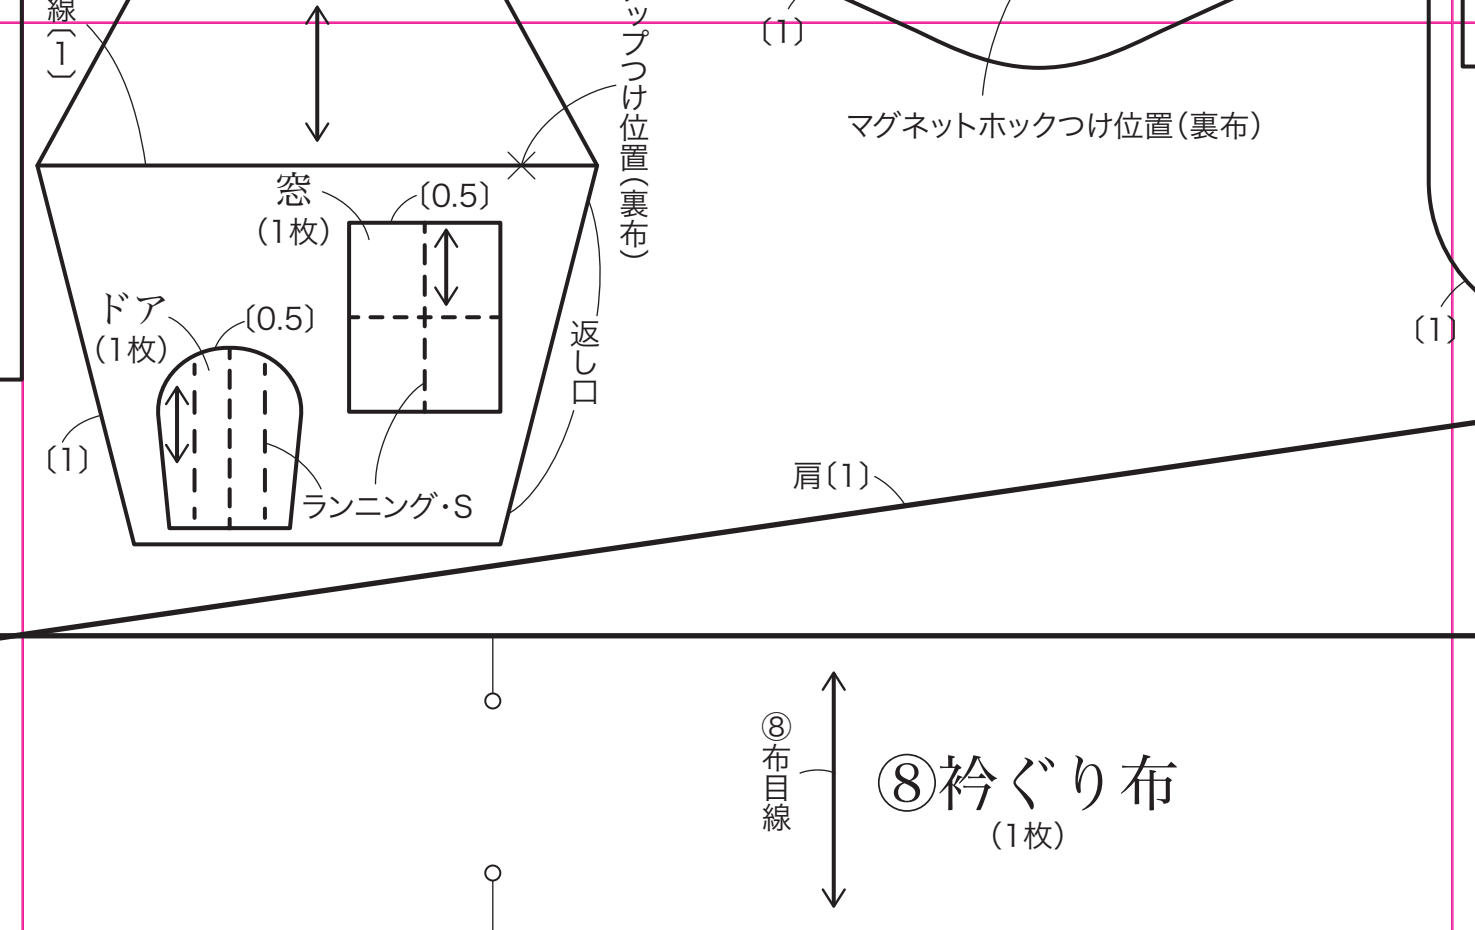 線〔1〕
ップつけ位置(裏布)
〔1〕
マグネットホックつけ位置(裏布)
窓
(1枚)
〔0.5〕
ドア
(1枚)
〔0.5〕
返し口
〔1〕
〔1〕
ランニング・S
肩〔1〕
⑧布目線
⑧衿ぐり布
(1枚)